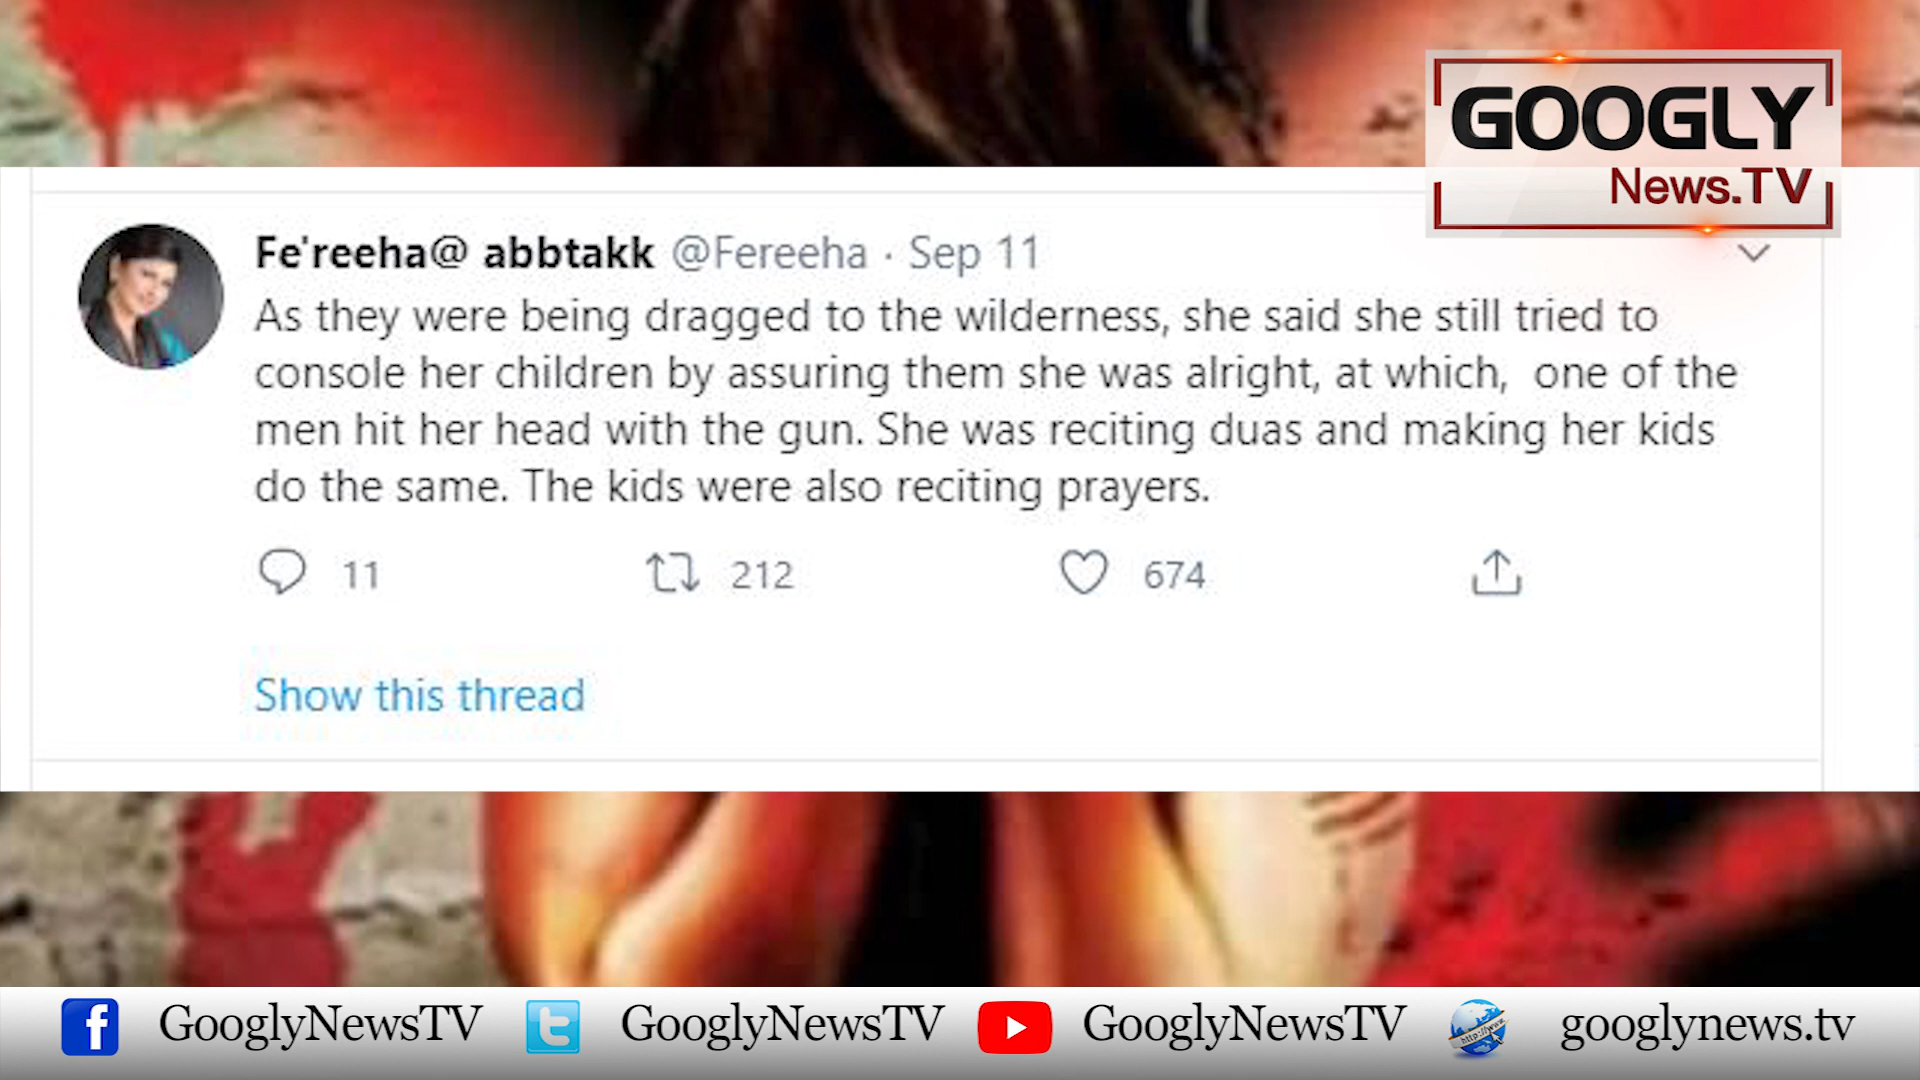 GOOGLY
News.TV
Fe'reeha@ abbtakk @Fereeha · Sep 11
As they were being dragged to the wilderness, she said she still tried to
console her children by assuring them she was alright, at which, one of the
men hit her head with the gun. She was reciting duas and making her kids
do the same. The kids were also reciting prayers.
11 212 674
Show this thread
GooglyNewsTV GooglyNewsTV GooglyNewsTV googlynews.tv